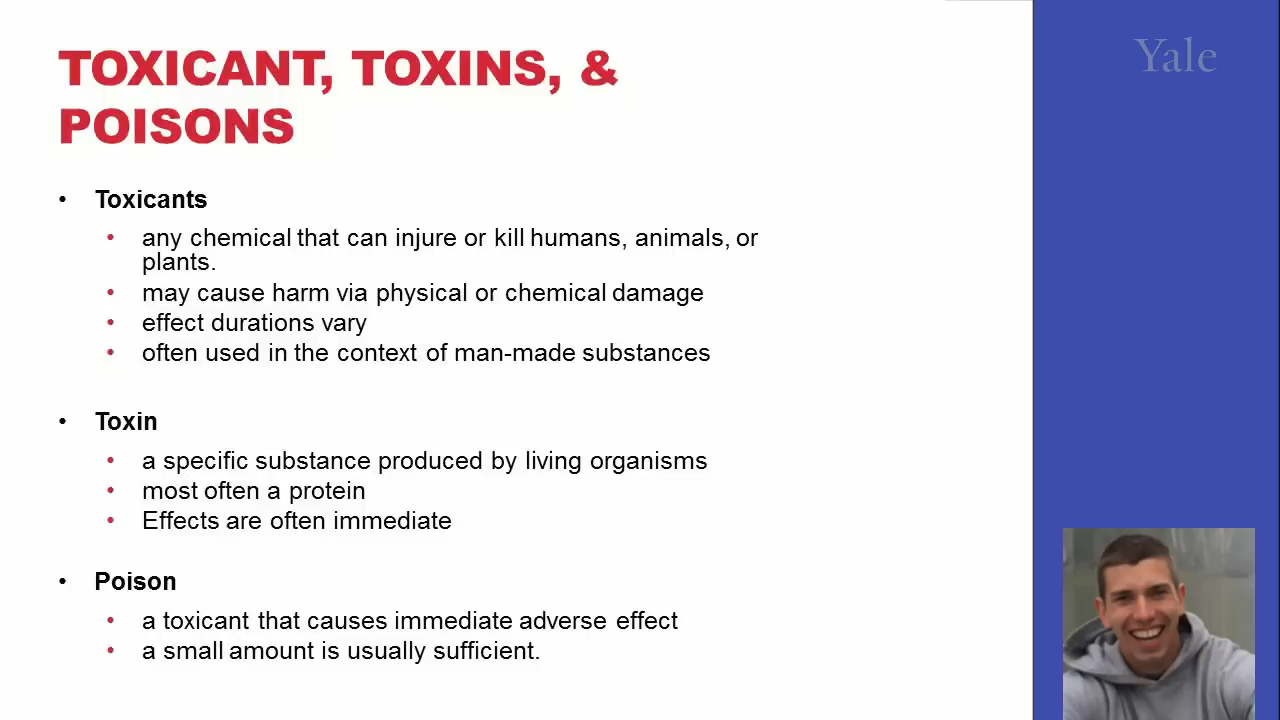 TOXICANT, TOXINS, &
POISONS
Yale
• Toxicants
• any chemical that can injure or kill humans, animals, or
plants.
• may cause harm via physical or chemical damage
• effect durations vary
• often used in the context of man-made substances
• Toxin
• a specific substance produced by living organisms
• most often a protein
• Effects are often immediate
• Poison
• a toxicant that causes immediate adverse effect
• a small amount is usually sufficient.